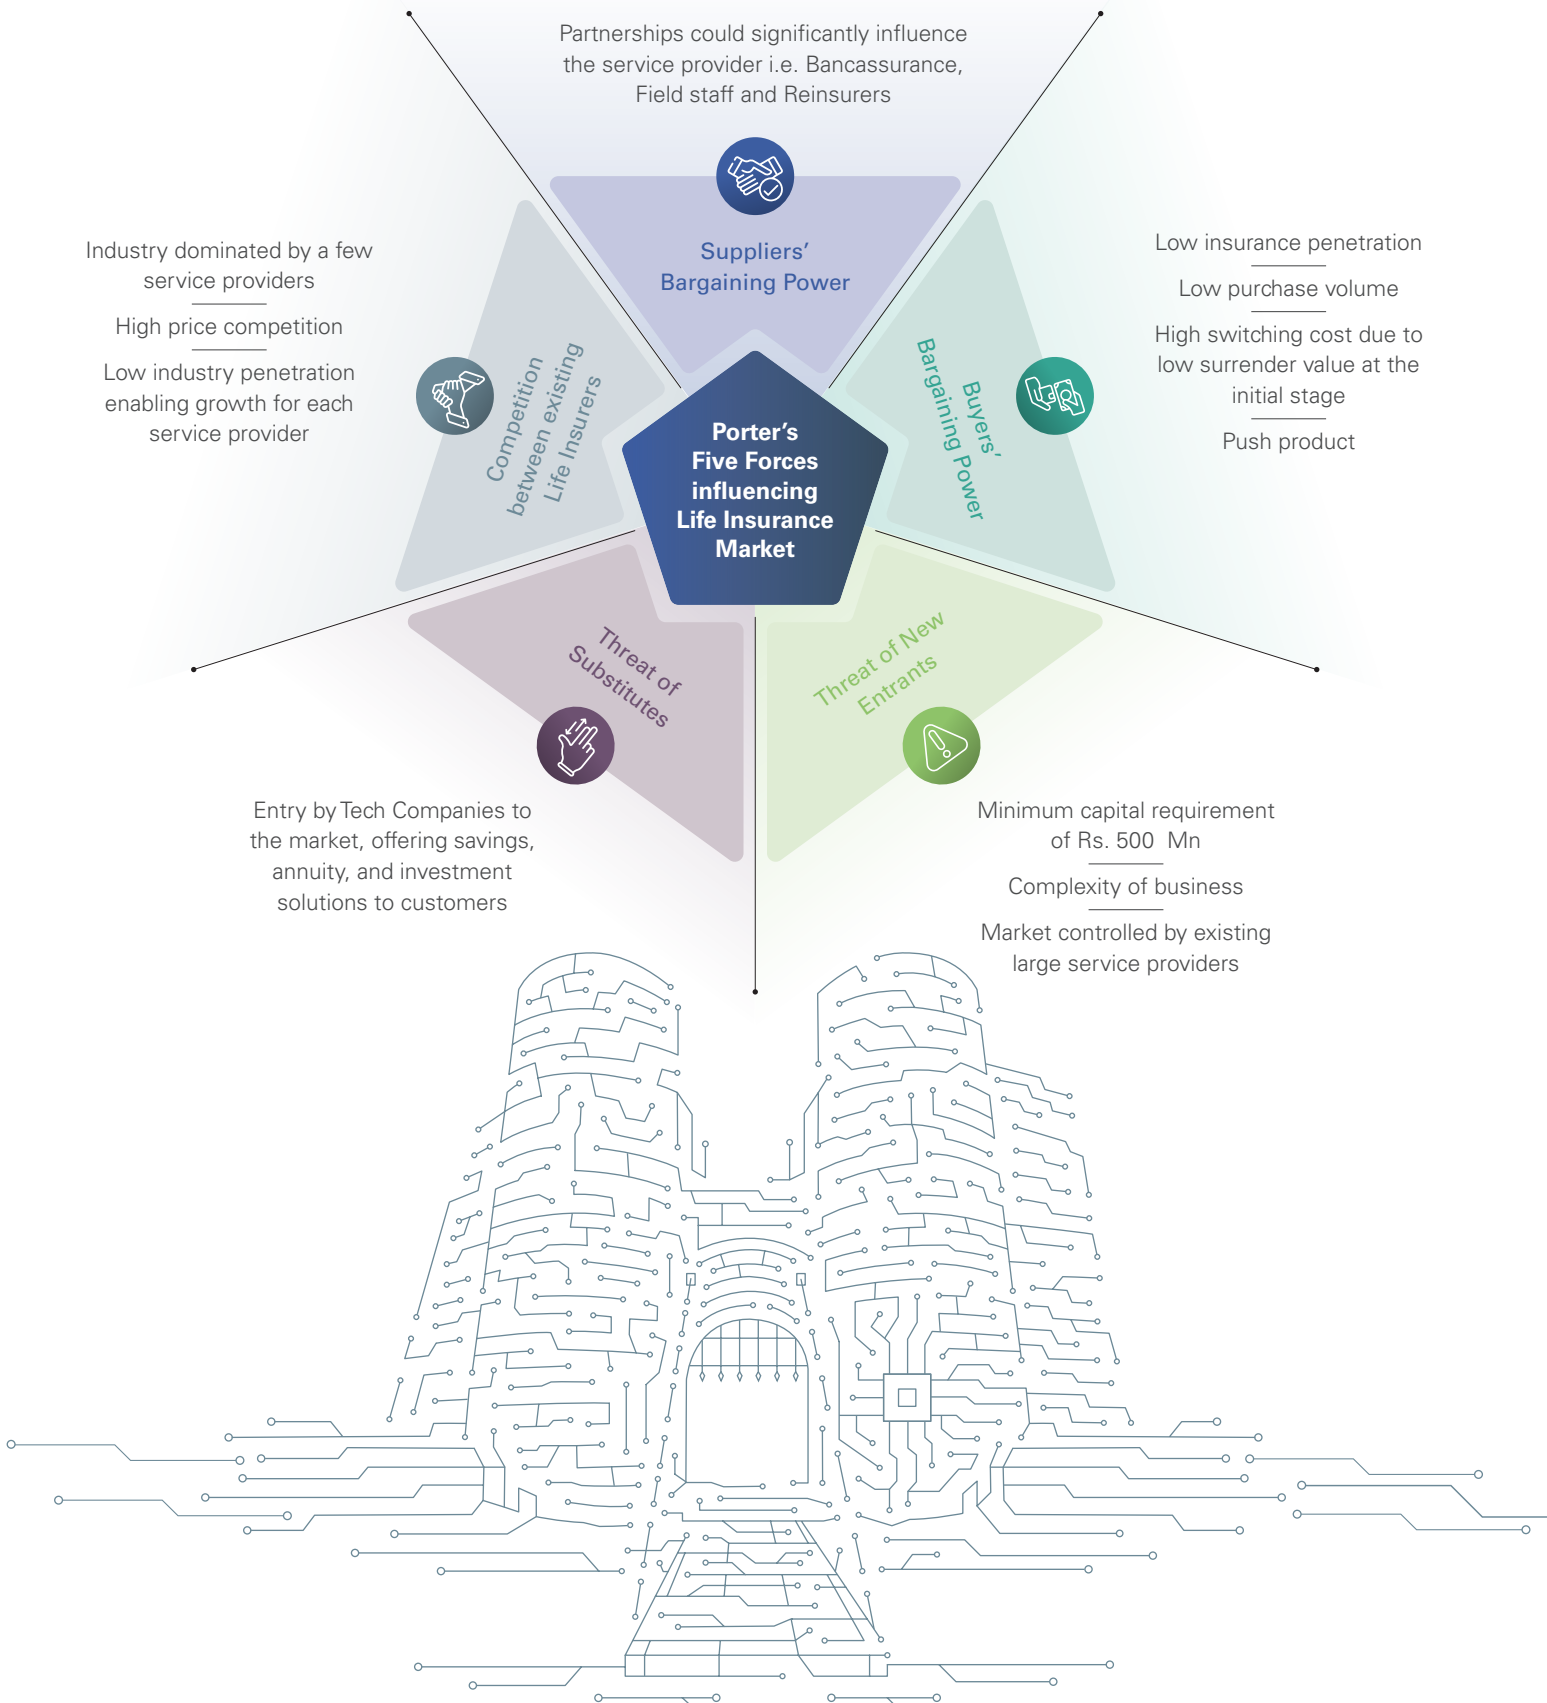 Partnerships could significantly influence
the service provider i.e. Bancassurance,
Field staff and Reinsurers
Suppliers’
Bargaining Power
Industry dominated by a few
service providers
High price competition
Low industry penetration
enabling growth for each
service provider
Competition
between existing
Life Insurers
Porter’s
Five Forces
influencing
Life Insurance
Market
Buyers’
Bargaining Power
Low insurance penetration
Low purchase volume
High switching cost due to
low surrender value at the
initial stage
Push product
Threat of
Substitutes
Entry by Tech Companies to
the market, offering savings,
annuity, and investment
solutions to customers
Threat of New
Entrants
Minimum capital requirement
of Rs. 500 Mn
Complexity of business
Market controlled by existing
large service providers